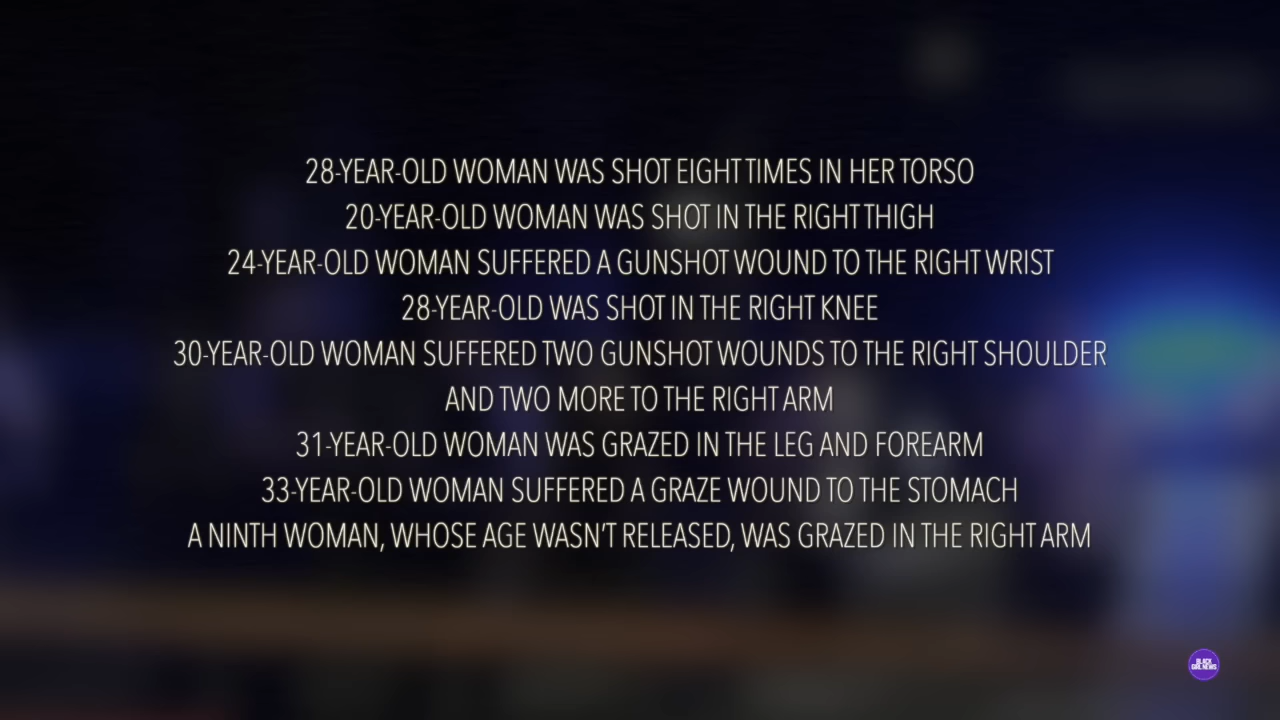 28-YEAR-OLD WOMAN WAS SHOT EIGHT TIMES IN HER TORSO
20-YEAR-OLD WOMAN WAS SHOT IN THE RIGHT THIGH
24-YEAR-OLD WOMAN SUFFERED A GUNSHOT WOUND TO THE RIGHT WRIST
28-YEAR-OLD WAS SHOT IN THE RIGHT KNEE
30-YEAR-OLD WOMAN SUFFERED TWO GUNSHOT WOUNDS TO THE RIGHT SHOULDER
AND TWO MORE TO THE RIGHT ARM
31-YEAR-OLD WOMAN WAS GRAZED IN THE LEG AND FOREARM
33-YEAR-OLD WOMAN SUFFERED A GRAZE WOUND TO THE STOMACH
A NINTH WOMAN, WHOSE AGE WASN'T RELEASED, WAS GRAZED IN THE RIGHT ARM
BLACK
GIRL NEWS